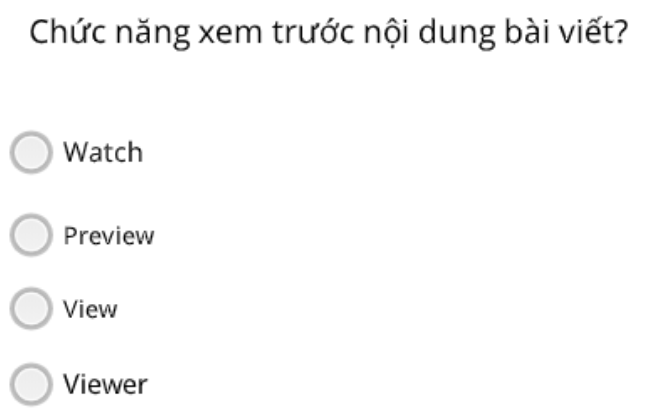 Chức năng xem trước nội dung bài viết?
Watch
Preview
View
Viewer